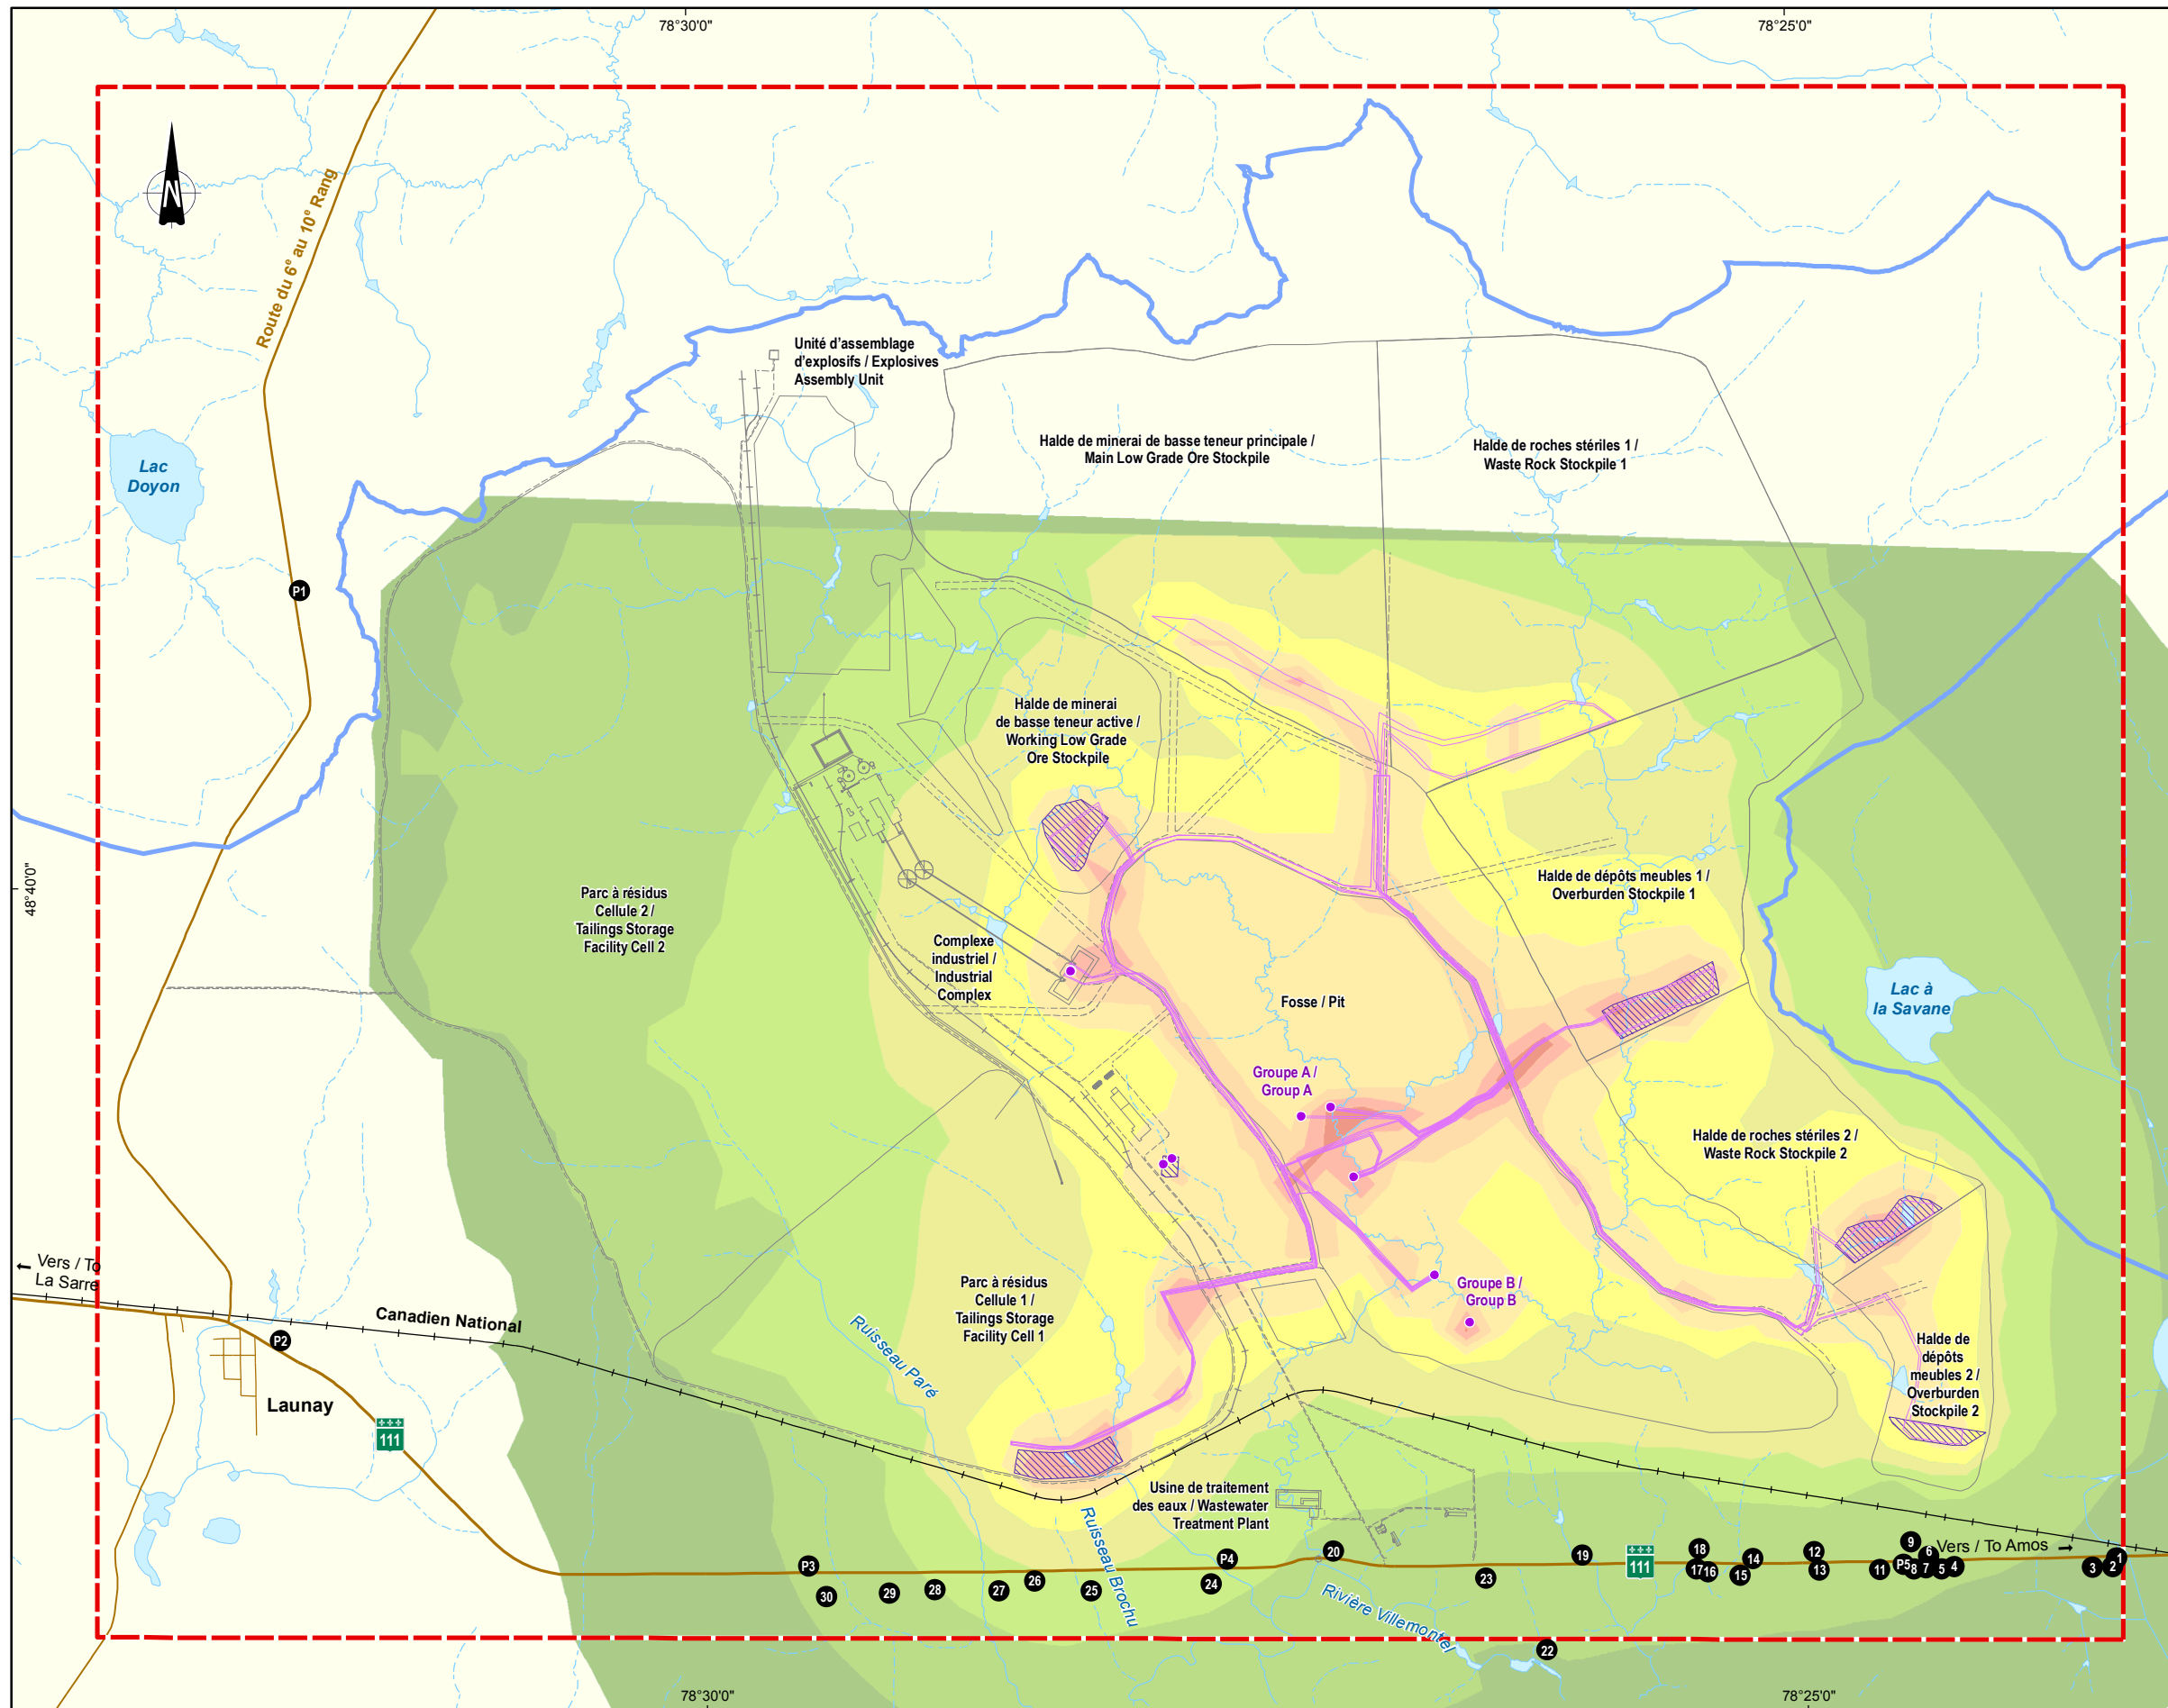 78°30'0"
78°25'0"
N
Route du 6e au 10e Rang
Unité d'assemblage
d'explosifs / Explosives
Assembly Unit
Halde de minerai de basse teneur principale /
Main Low Grade Ore Stockpile
Halde de roches stériles 1 /
Waste Rock Stockpile 1
Lac
Doyon
P1
Halde de minerai
de basse teneur active /
Working Low Grade
Ore Stockpile
48°40'0"
Parc à résidus
Cellule 2 /
Tailings Storage
Facility Cell 2
Halde de dépôts meubles 1 /
Overburden Stockpile 1
Complexe
industriel /
Industrial
Complex
Fosse / Pit
Lac à
la Savane
Groupe A /
Group A
Halde de roches stériles 2 /
Waste Rock Stockpile 2
Vers / To
La Sarre
Canadien National
P2
Launay
111
Ruisseau Paré
Parc à résidus
Cellule 1 /
Tailings Storage
Facility Cell 1
Groupe B /
Group B
Halde de
dépôts
meubles 2 /
Overburden
Stockpile 2
Usine de traitement
des eaux / Wastewater
Treatment Plant
Ruisseau Brochu
Rivière Villemontel
Vers / To Amos
P3
30
29
28
27
26
25
P4
24
20
23
19
22
111
18
17
16
14
15
12
13
11
9
P5
8
6
7
5
4
3
2
1
78°30'0"
78°25'0"